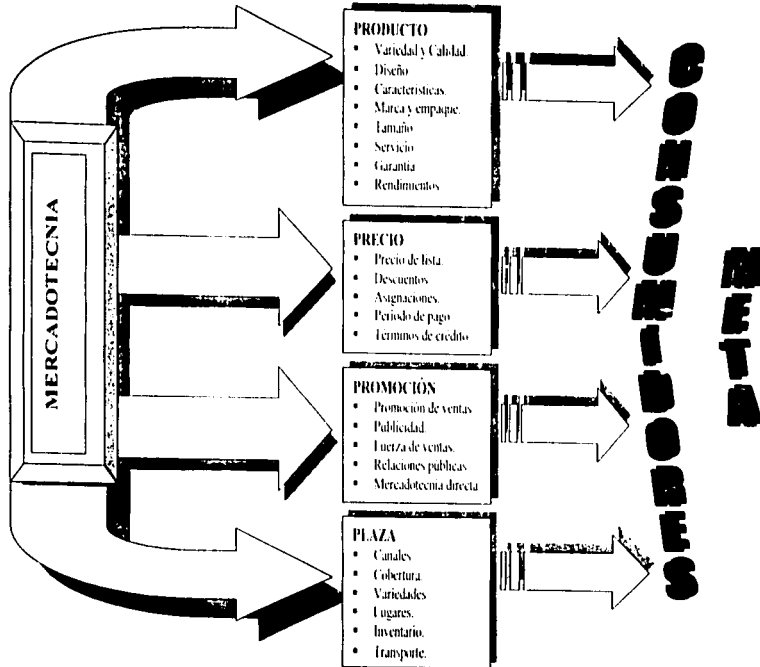 MERCADOTECNIA
PRODUCTO
▪ Variedad y Calidad.
▪ Diseño
▪ Características.
▪ Marca y empaque.
▪ Tamaño
▪ Servicio
▪ Garantía
▪ Rendimientos
PRECIO
▪ Precio de lista.
▪ Descuentos
▪ Asignaciones.
▪ Periodo de pago
▪ Términos de crédito
PROMOCIÓN
▪ Promoción de ventas
▪ Publicidad.
▪ Fuerza de ventas.
▪ Relaciones públicas
▪ Mercadotecnia directa
PLAZA
▪ Canales
▪ Cobertura.
▪ Variedades
▪ Lugares.
▪ Inventario.
▪ Transporte.
CONSUMIDORES
META